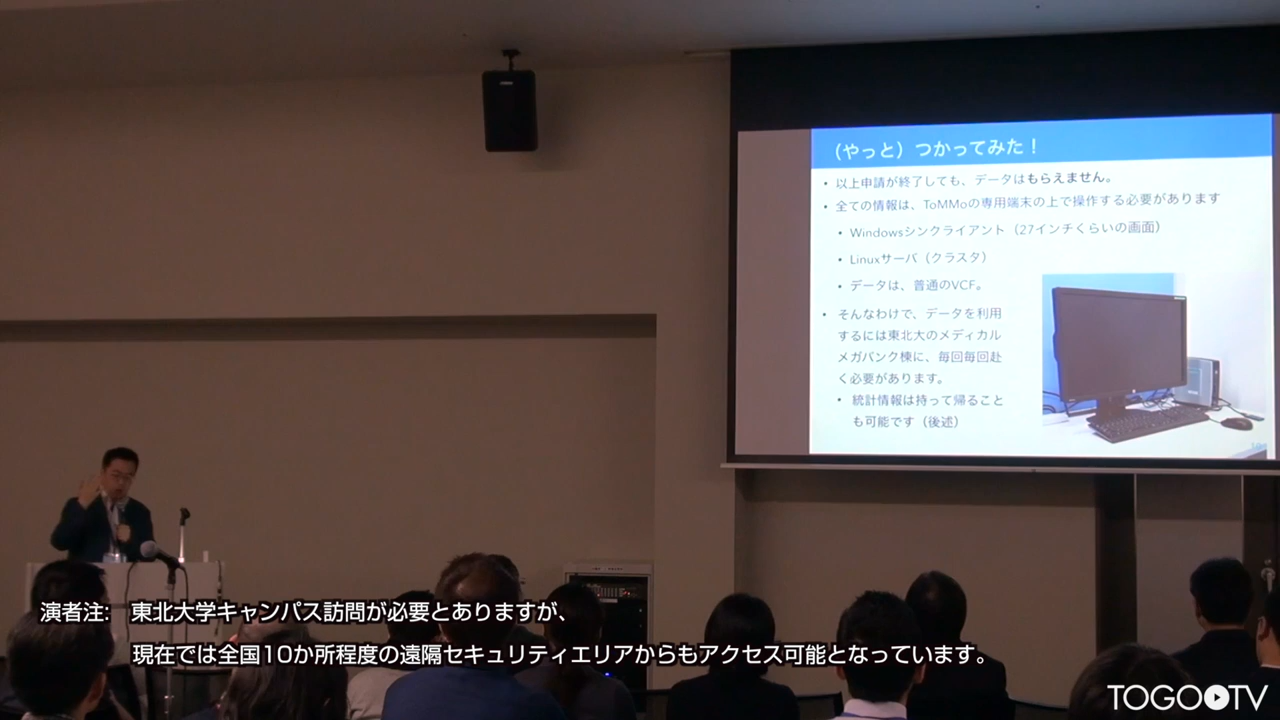 （やっと）つかってみた！
• 以上申請が終了しても、データはもらえません。
• 全ての情報は、ToMMoの専用端末の上で操作する必要があります
• Windowsシンクライアント（27インチくらいの画面）
• Linuxサーバ（クラスタ）
• データは、普通のVCF。
• そんなわけで、データを利用
するには東北大のメディカル
メガバンク棟に、毎回毎回赴
く必要があります。
• 統計情報は持って帰ること
も可能です（後述）
演者注:　東北大学キャンパス訪問が必要とありますが、
現在では全国10か所程度の遠隔セキュリティエリアからもアクセス可能となっています。
TOGOTV